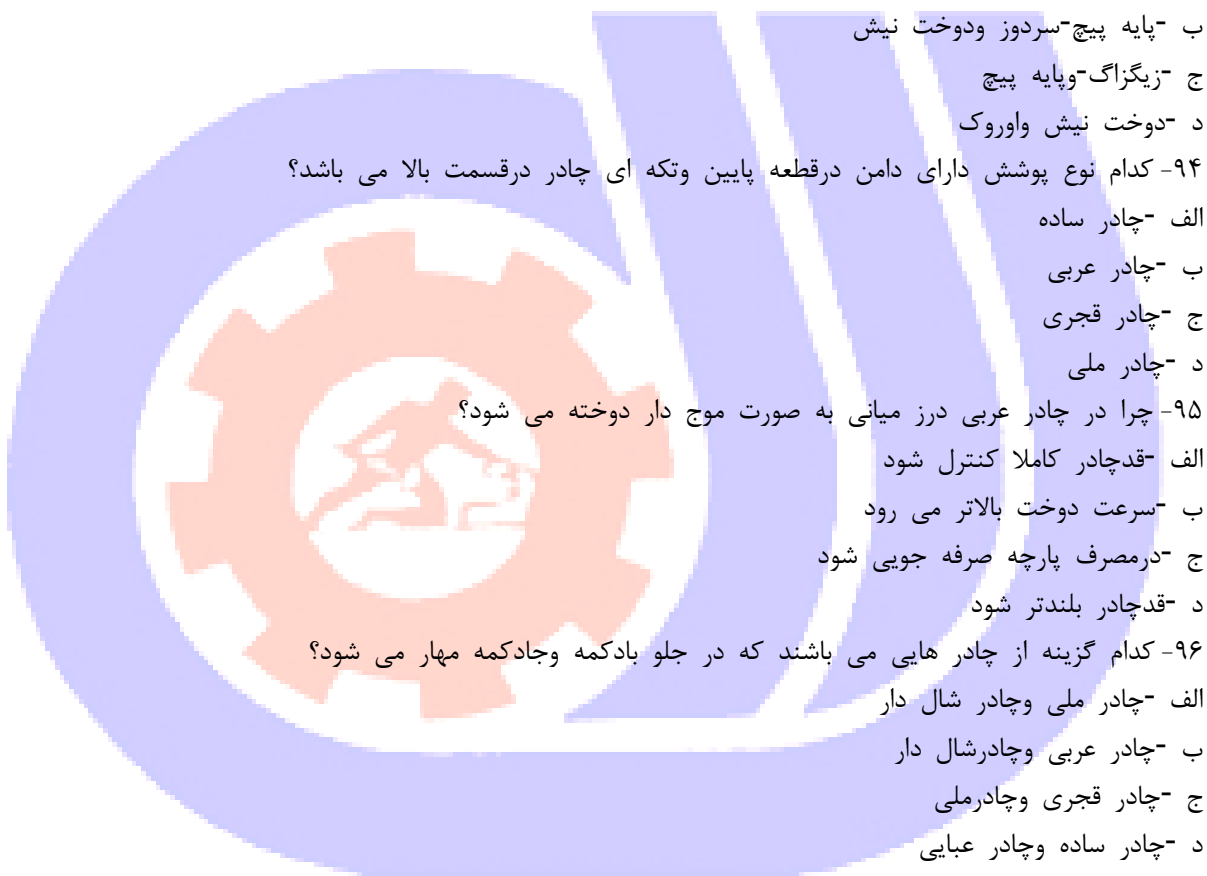 ب -پایه پیچ-سردوز ودوخت نیش
ج -زیگزاگ-وپایه پیچ
د -دوخت نیش واوروک
۹۴- کدام نوع پوشش دارای دامن درقطعه پایین وتکه ای چادر درقسمت بالا می باشد؟
الف -چادر ساده
ب -چادر عربی
ج -چادر قجری
د -چادر ملی
۹۵- چرا در چادر عربی درز میانی به صورت موج دار دوخته می شود؟
الف -قدچادر کاملا کنترل شود
ب -سرعت دوخت بالاتر می رود
ج -درمصرف پارچه صرفه جویی شود
د -قدچادر بلندتر شود
۹۶- کدام گزینه از چادر هایی می باشند که در جلو بادکمه وجادکمه مهار می شود؟
الف -چادر ملی وچادر شال دار
ب -چادر عربی وچادرشال دار
ج -چادر قجری وچادرملی
د -چادر ساده وچادر عبایی